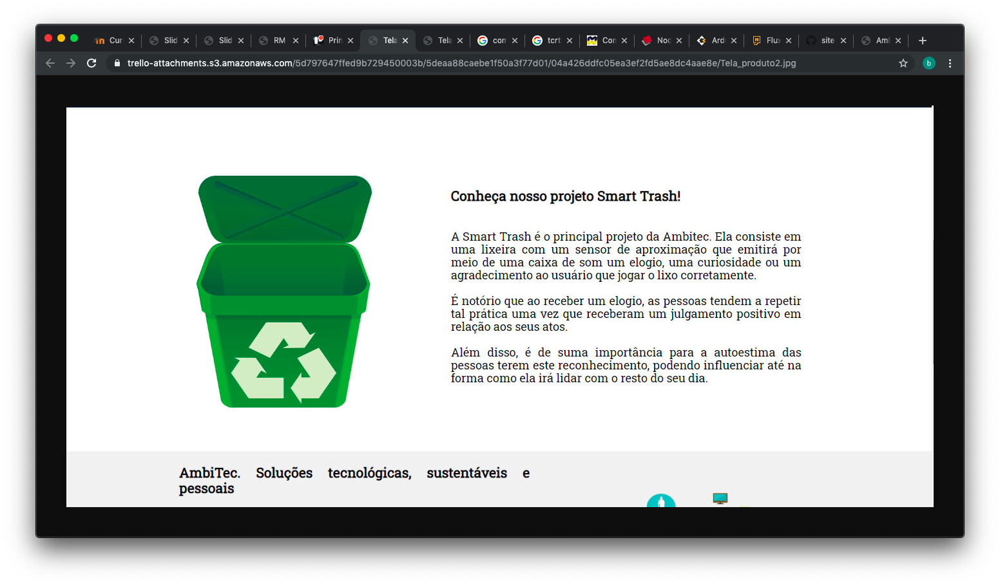 Cur Slid Slid RM Prin Tela Tela com tcrt Con Nod Ard Flux site Amb
trello-attachments.s3.amazonaws.com/5d797647ffed9b729450003b/5deaa88caebe1f50a3f77d01/04a426ddfc05ea3ef2fd5ae8dc4aae8e/Tela_produto2.jpg
b
Conheça nosso projeto Smart Trash!
A Smart Trash é o principal projeto da Ambitec. Ela consiste em
uma lixeira com um sensor de aproximação que emitirá por
meio de uma caixa de som um elogio, uma curiosidade ou um
agradecimento ao usuário que jogar o lixo corretamente.
É notório que ao receber um elogio, as pessoas tendem a repetir
tal prática uma vez que receberam um julgamento positivo em
relação aos seus atos.
Além disso, é de suma importância para a autoestima das
pessoas terem este reconhecimento, podendo influenciar até na
forma como ela irá lidar com o resto do seu dia.
AmbiTec. Soluções tecnológicas, sustentáveis e
pessoais